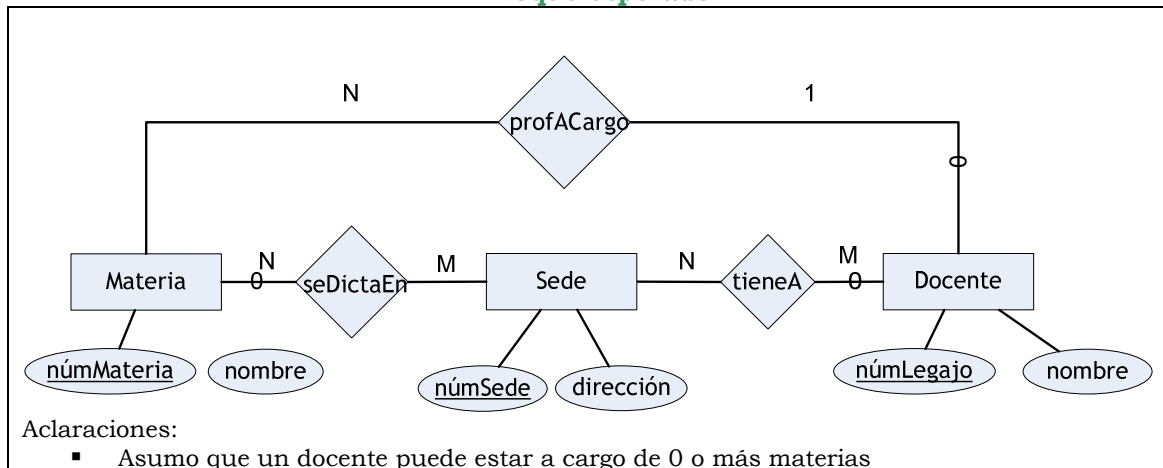 N
1
profACargo
0
N
M
N
M
Materia
0
seDictaEn
Sede
tieneA
0
Docente
númMateria
nombre
númSede
dirección
númLegajo
nombre
Aclaraciones:
▪ Asumo que un docente puede estar a cargo de 0 o más materias